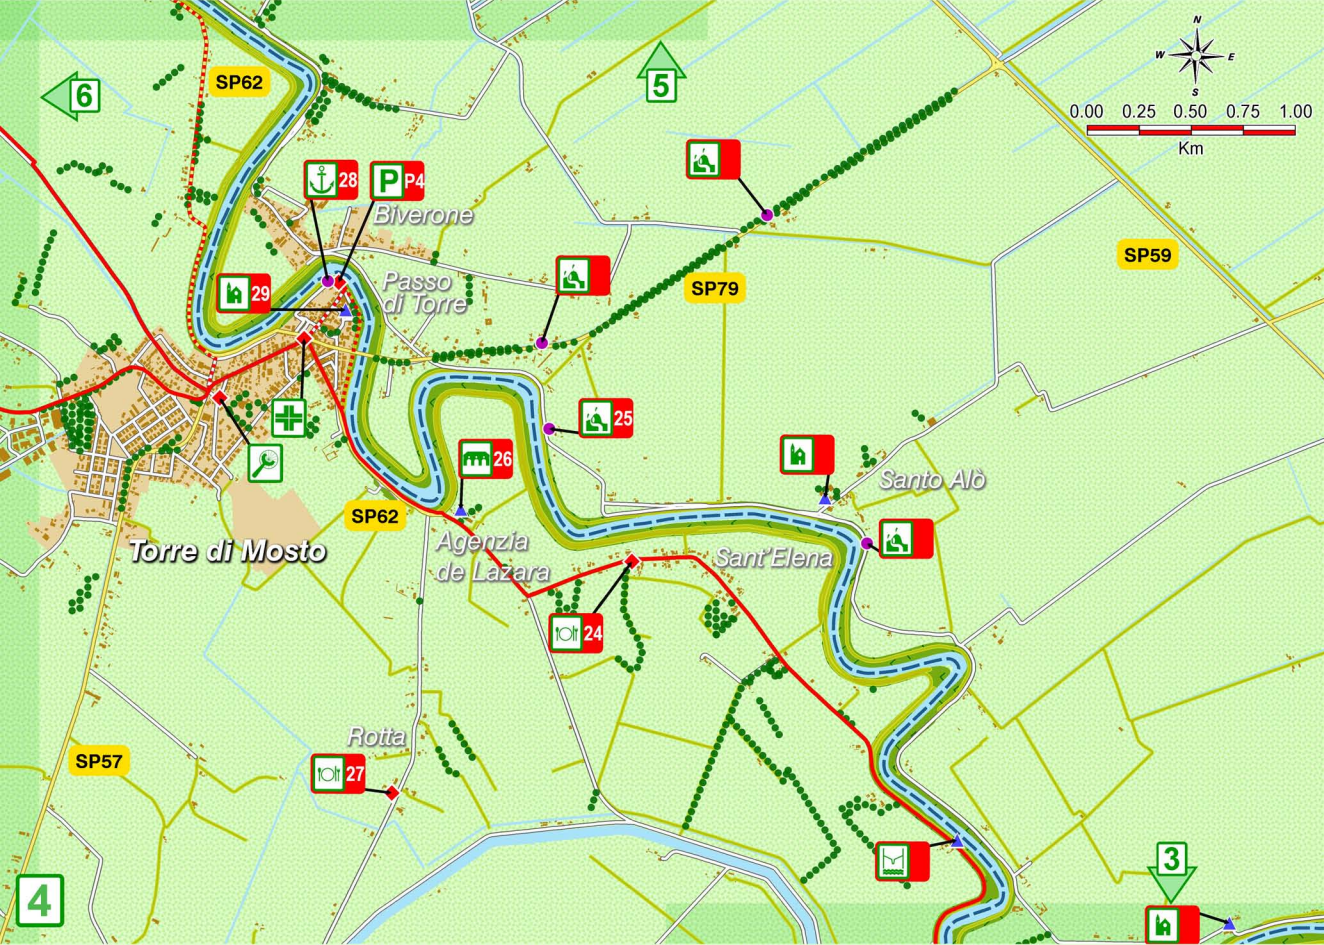 N
W E
S
0.00 0.25 0.50 0.75 1.00
Km
SP62
6
5
28
P P4
Biverone
SP59
29
Passo
di Torre
SP79
25
26
Santo Alò
SP62
Agenzia
de Lazara
Sant'Elena
Torre di Mosto
24
Rotta
27
SP57
3
4